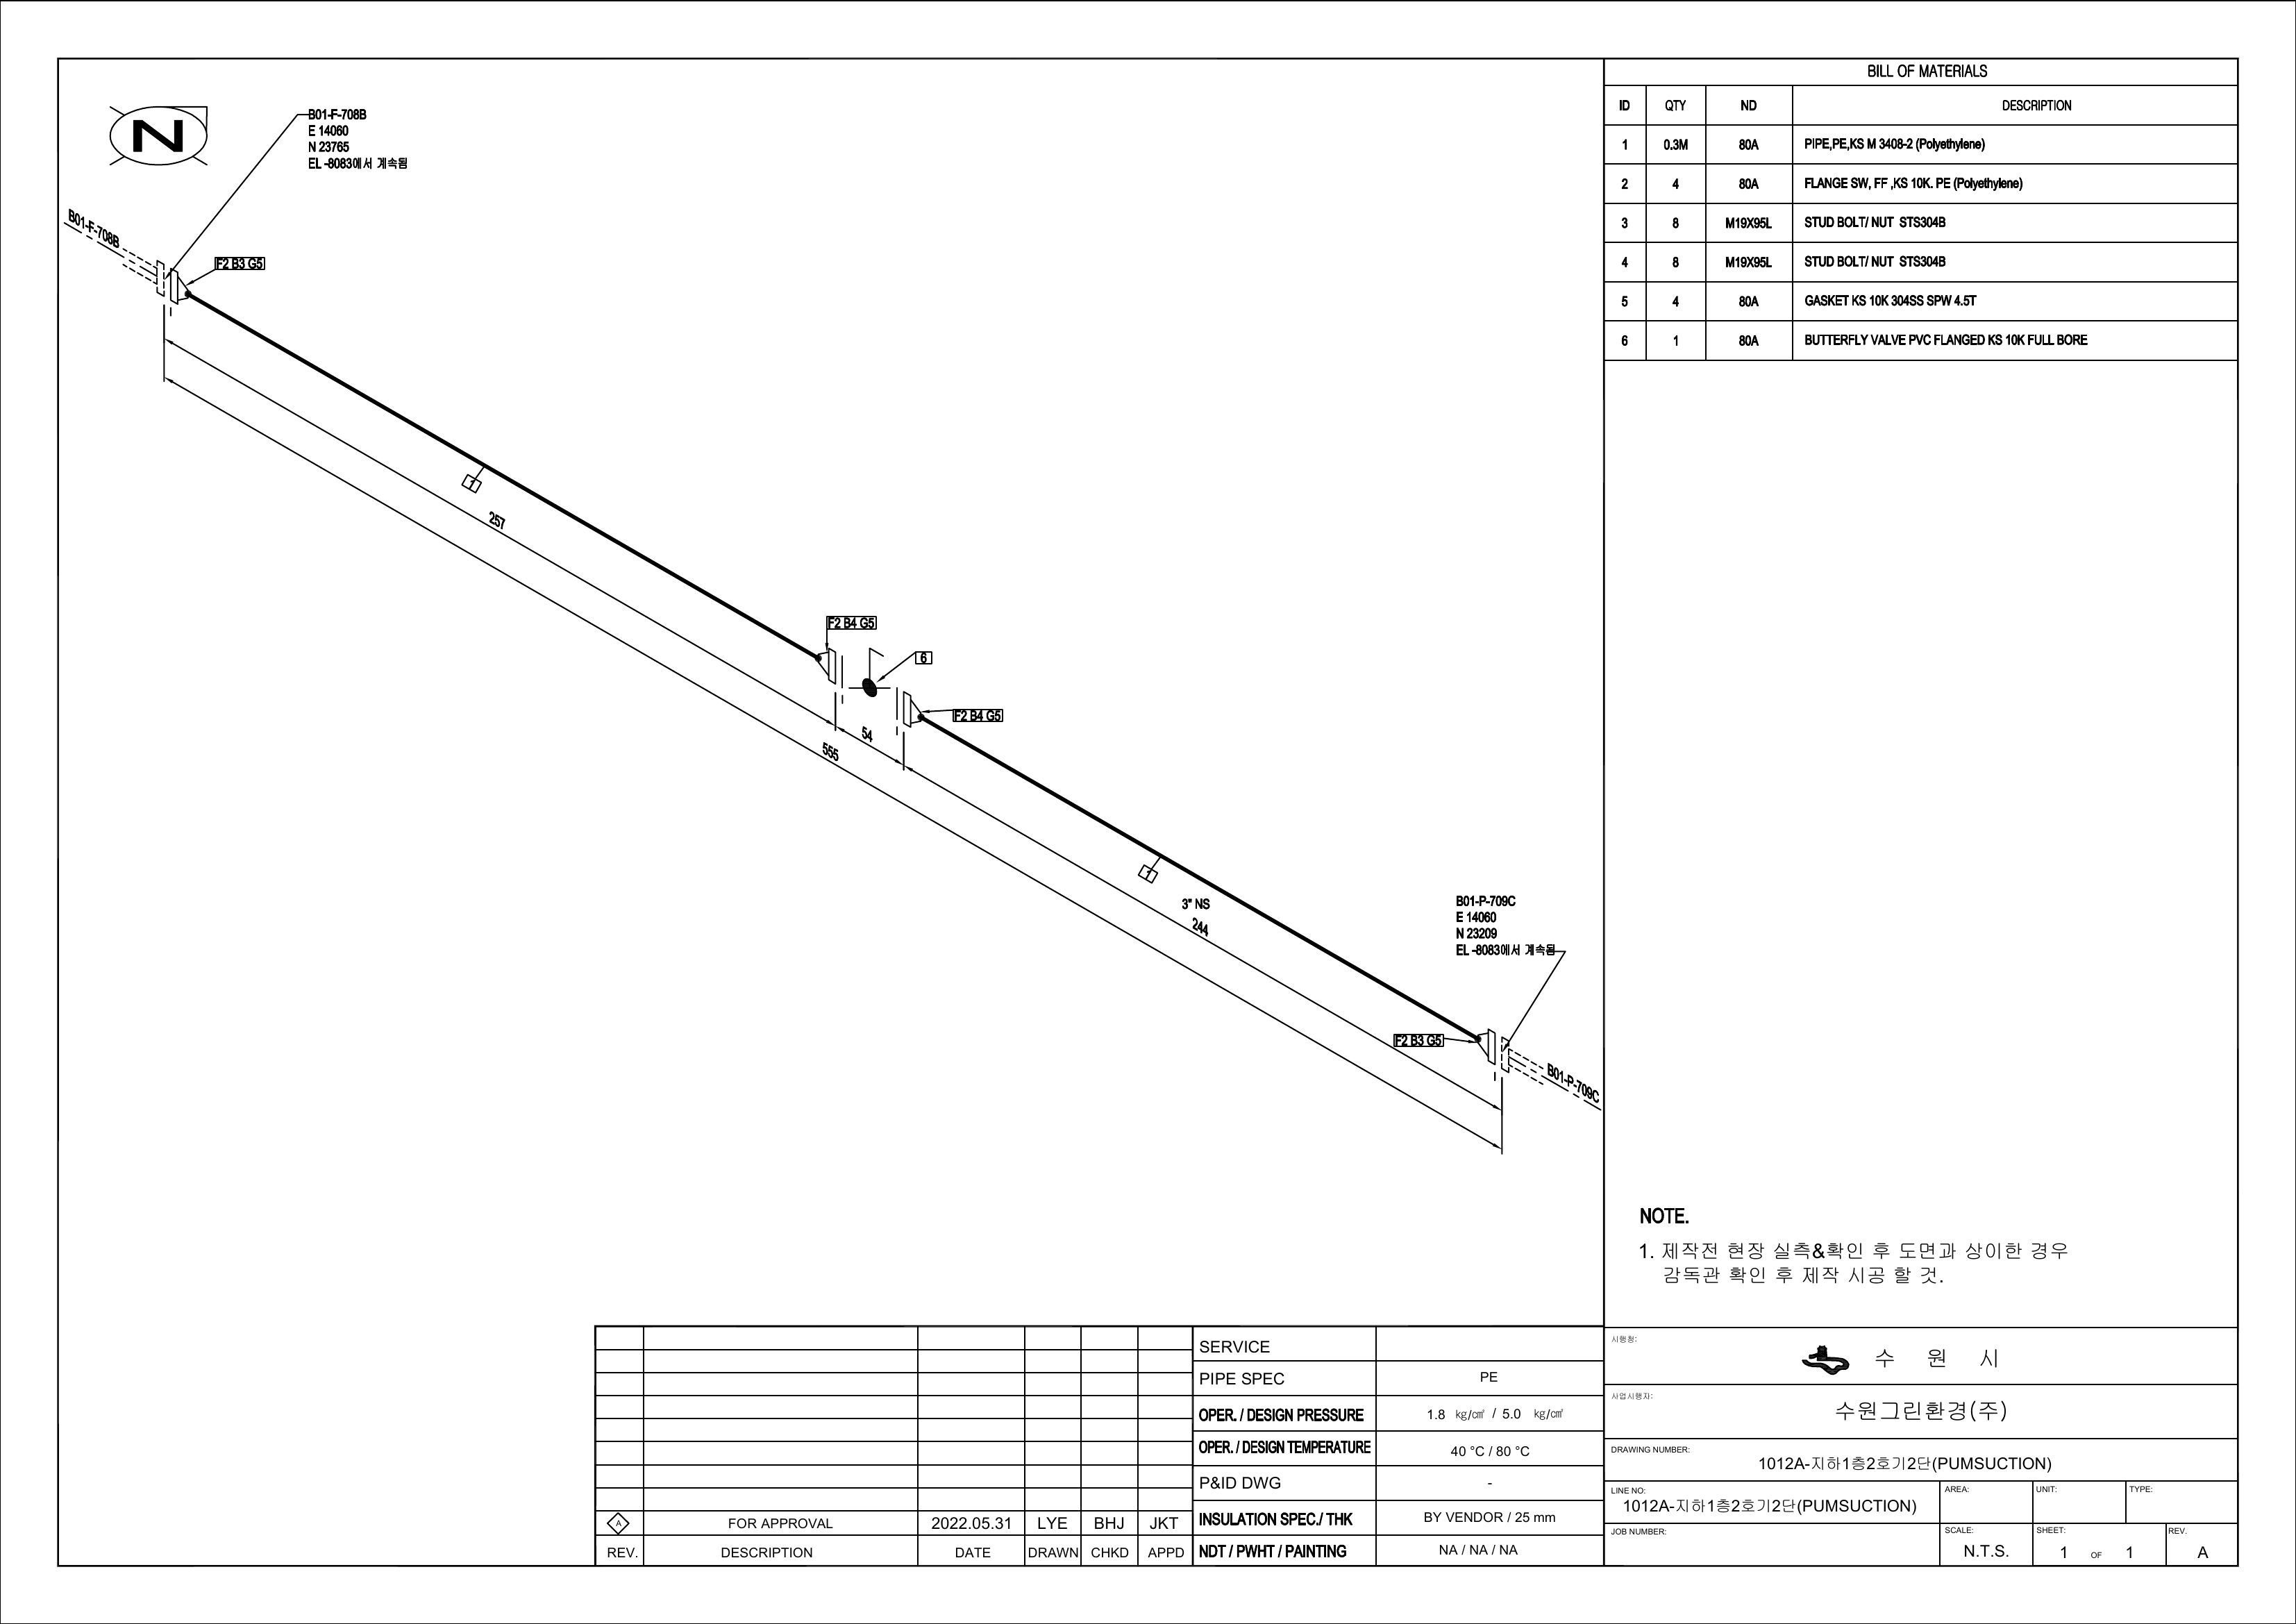 N
B01-F-708B
E 14060
N 23765
EL -8083에서 계속됨
B01-F-708B
F2 B3 G5
1
257
F2 B4 G5
6
F2 B4 G5
54
555
1
3" NS
244
B01-P-709C
E 14060
N 23209
EL -8083에서 계속됨
F2 B3 G5
B01-P-709C
BILL OF MATERIALS
ID QTY ND DESCRIPTION
1 0.3M 80A PIPE,PE,KS M 3408-2 (Polyethylene)
2 4 80A FLANGE SW, FF ,KS 10K. PE (Polyethylene)
3 8 M19X95L STUD BOLT/ NUT STS304B
4 8 M19X95L STUD BOLT/ NUT STS304B
5 4 80A GASKET KS 10K 304SS SPW 4.5T
6 1 80A BUTTERFLY VALVE PVC FLANGED KS 10K FULL BORE
NOTE.
1. 제작전 현장 실측&확인 후 도면과 상이한 경우
감독관 확인 후 제작 시공 할 것.
A FOR APPROVAL 2022.05.31 LYE BHJ JKT
REV. DESCRIPTION DATE DRAWN CHKD APPD
SERVICE
PIPE SPEC PE
OPER. / DESIGN PRESSURE 1.8 kg/㎠ / 5.0 kg/㎠
OPER. / DESIGN TEMPERATURE 40 °C / 80 °C
P&ID DWG -
INSULATION SPEC./ THK BY VENDOR / 25 mm
NDT / PWHT / PAINTING NA / NA / NA
시행청:
수 원 시
사업시행자:
수원그린환경(주)
DRAWING NUMBER:
1012A-지하1층2호기2단(PUMSUCTION)
LINE NO: AREA: UNIT: TYPE:
1012A-지하1층2호기2단(PUMSUCTION)
JOB NUMBER: SCALE: SHEET: REV.
N.T.S. 1 OF 1 A